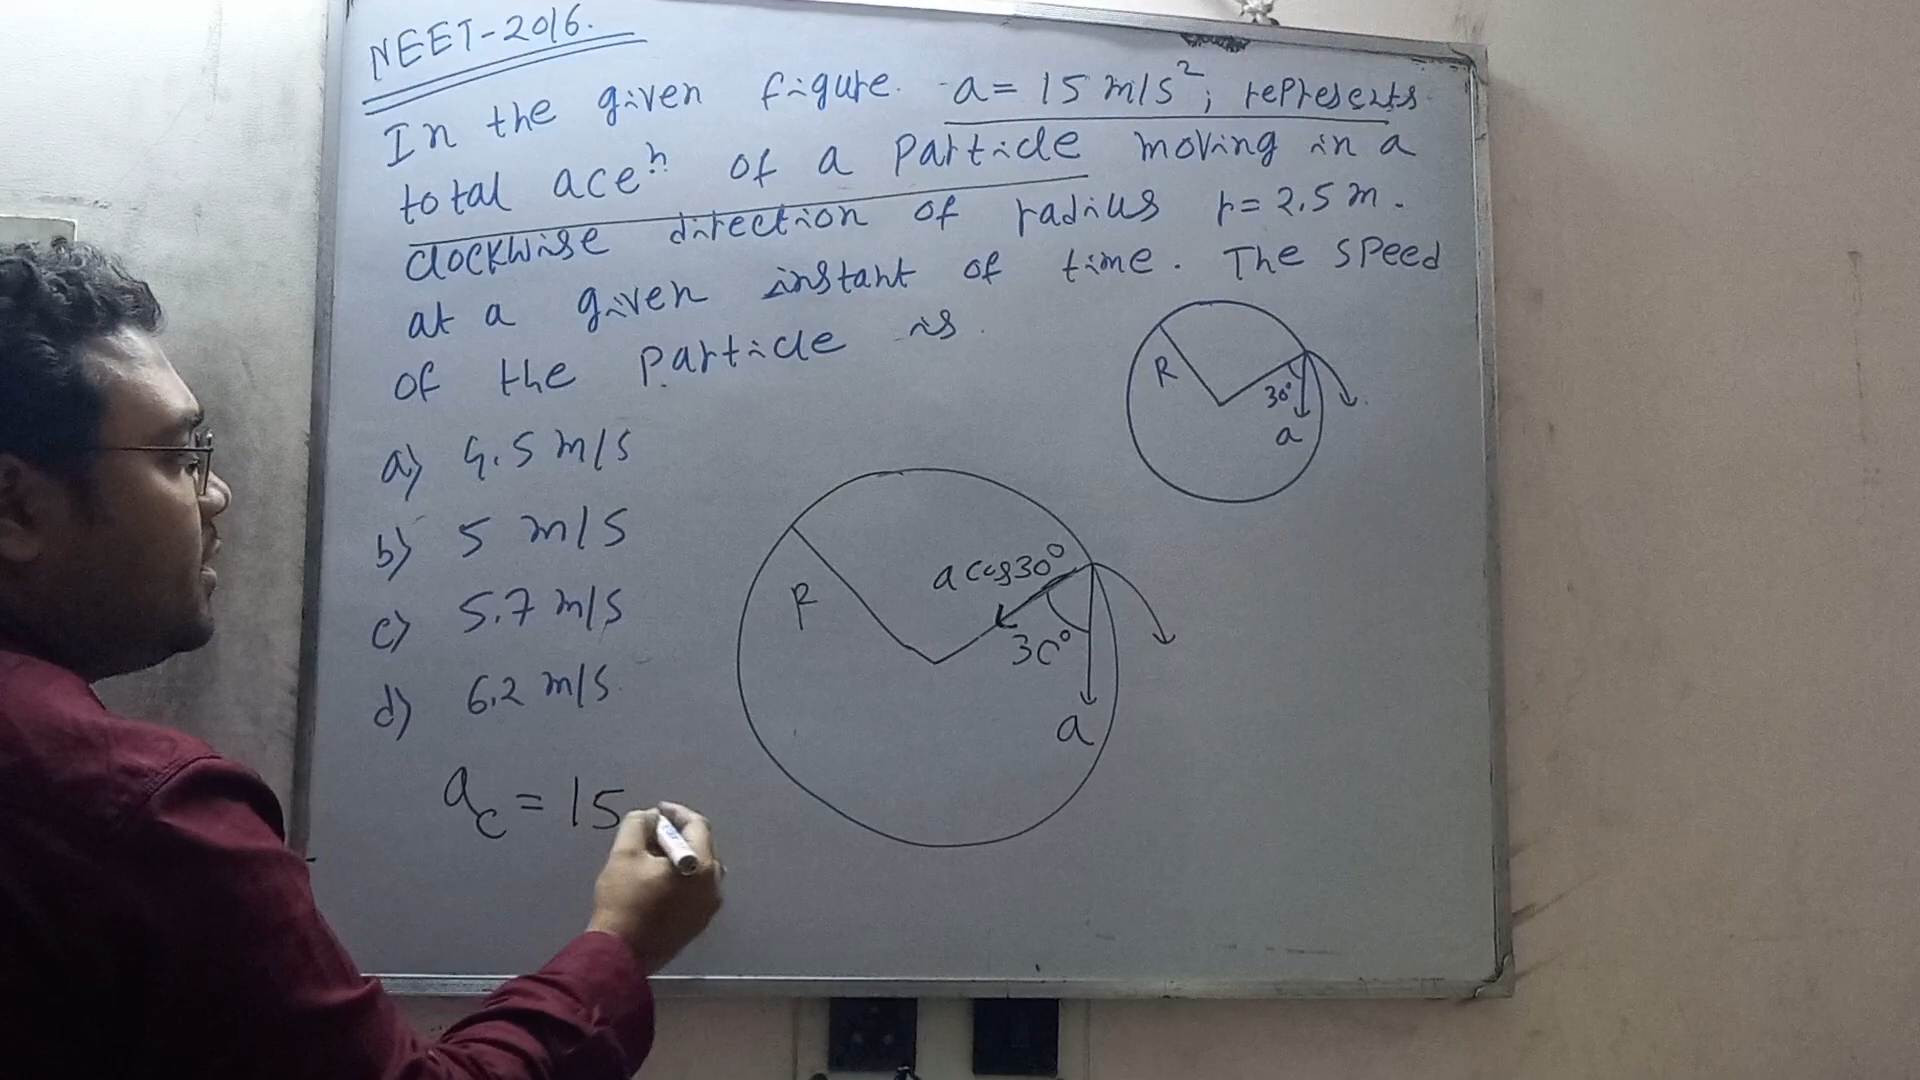 NEET-2016.
In the given figure. a = 15 m/s²; represents
total aceⁿ of a particle moving in a
clockwise direction of radius r = 2.5 m.
at a given instant of time. The speed
of the particle is.
R
30°
a
a) 4.5 m/s
b) 5 m/s
c) 5.7 m/s
d) 6.2 m/s
a cos30°
R
30°
a
a_c = 15